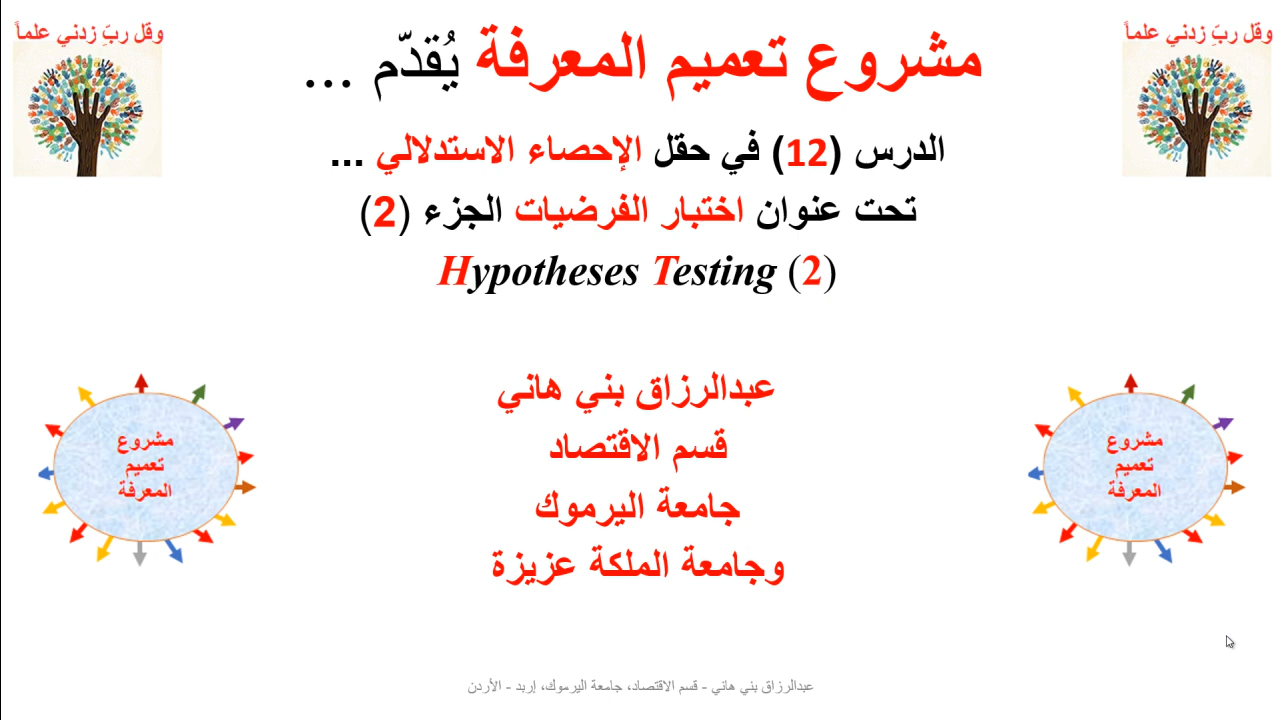 وقل ربِّ زدني علماً
وقل ربِّ زدني علماً
مشروع تعميم المعرفة يُقدّم ...
الدرس (12) في حقل الإحصاء الاستدلالي ...
تحت عنوان اختبار الفرضيات الجزء (2)
Hypotheses Testing (2)
عبدالرزاق بني هاني
قسم الاقتصاد
جامعة اليرموك
وجامعة الملكة عزيزة
مشروع
تعميم
المعرفة
مشروع
تعميم
المعرفة
عبدالرزاق بني هاني - قسم الاقتصاد، جامعة اليرموك، إربد - الأردن